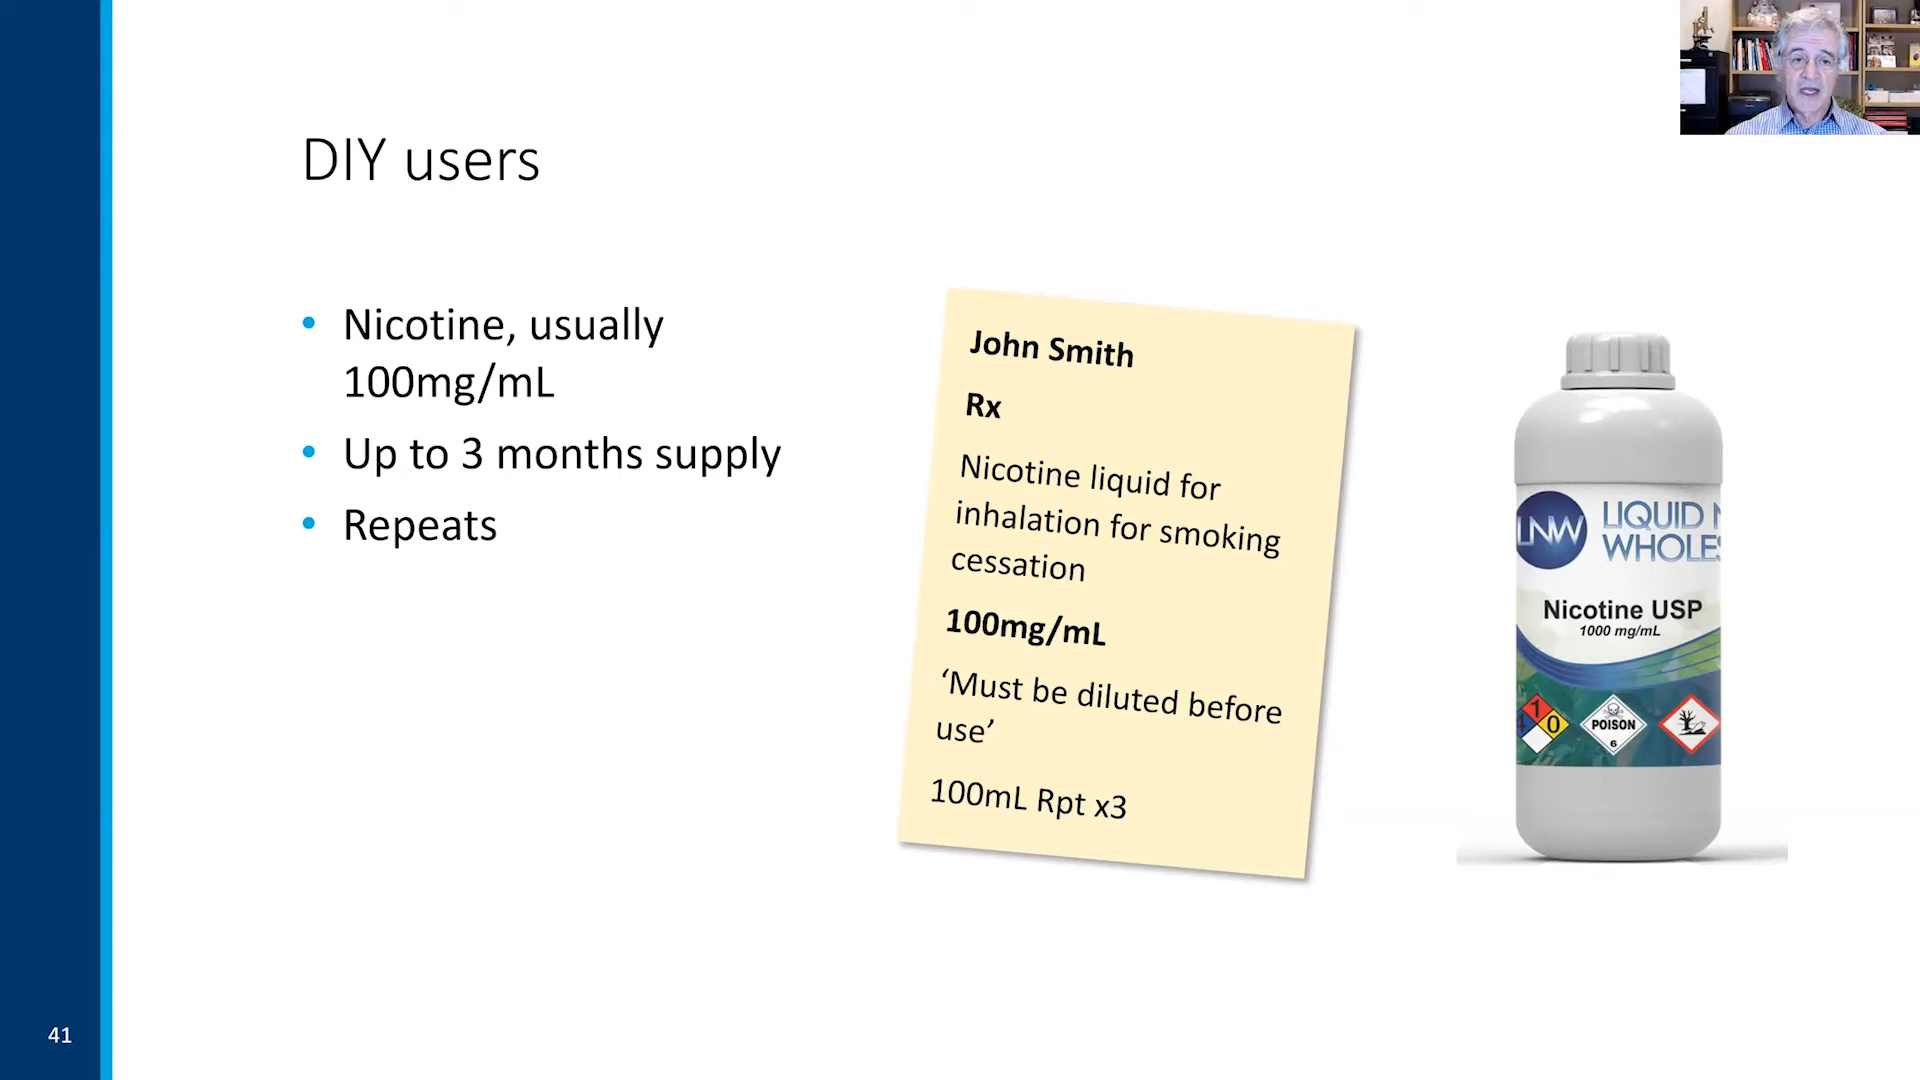 DIY users
• Nicotine, usually
100mg/mL
• Up to 3 months supply
• Repeats
John Smith
Rx
Nicotine liquid for
inhalation for smoking
cessation
100mg/mL
‘Must be diluted before
use’
100mL Rpt x3
LNW
LIQUID N
WHOLES
Nicotine USP
1000 mg/mL
1
4
0
POISON
6
41